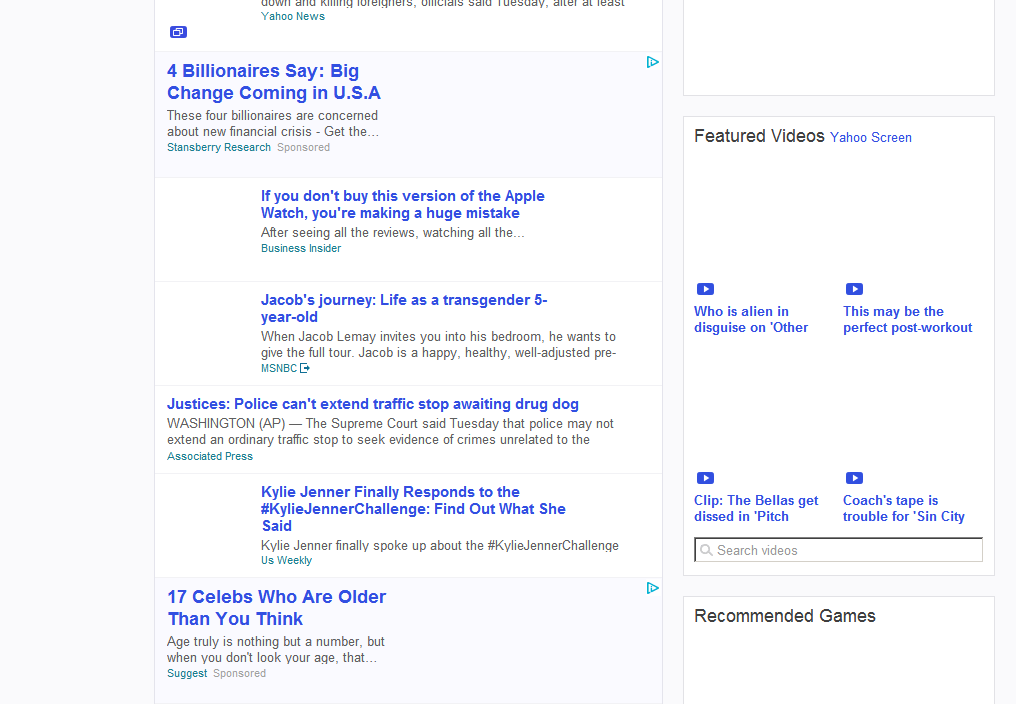 down and killing foreigners, officials said Tuesday, after at least
Yahoo News
4 Billionaires Say: Big
Change Coming in U.S.A
These four billionaires are concerned
about new financial crisis - Get the...
Stansberry Research Sponsored
If you don't buy this version of the Apple
Watch, you're making a huge mistake
After seeing all the reviews, watching all the...
Business Insider
Jacob's journey: Life as a transgender 5-
year-old
When Jacob Lemay invites you into his bedroom, he wants to
give the full tour. Jacob is a happy, healthy, well-adjusted pre-
MSNBC
Justices: Police can't extend traffic stop awaiting drug dog
WASHINGTON (AP) — The Supreme Court said Tuesday that police may not
extend an ordinary traffic stop to seek evidence of crimes unrelated to the
Associated Press
Kylie Jenner Finally Responds to the
#KylieJennerChallenge: Find Out What She
Said
Kylie Jenner finally spoke up about the #KylieJennerChallenge
Us Weekly
17 Celebs Who Are Older
Than You Think
Age truly is nothing but a number, but
when you don't look your age, that...
Suggest Sponsored
Featured Videos Yahoo Screen
Who is alien in
disguise on 'Other
This may be the
perfect post-workout
Clip: The Bellas get
dissed in 'Pitch
Coach's tape is
trouble for 'Sin City
Search videos
Recommended Games